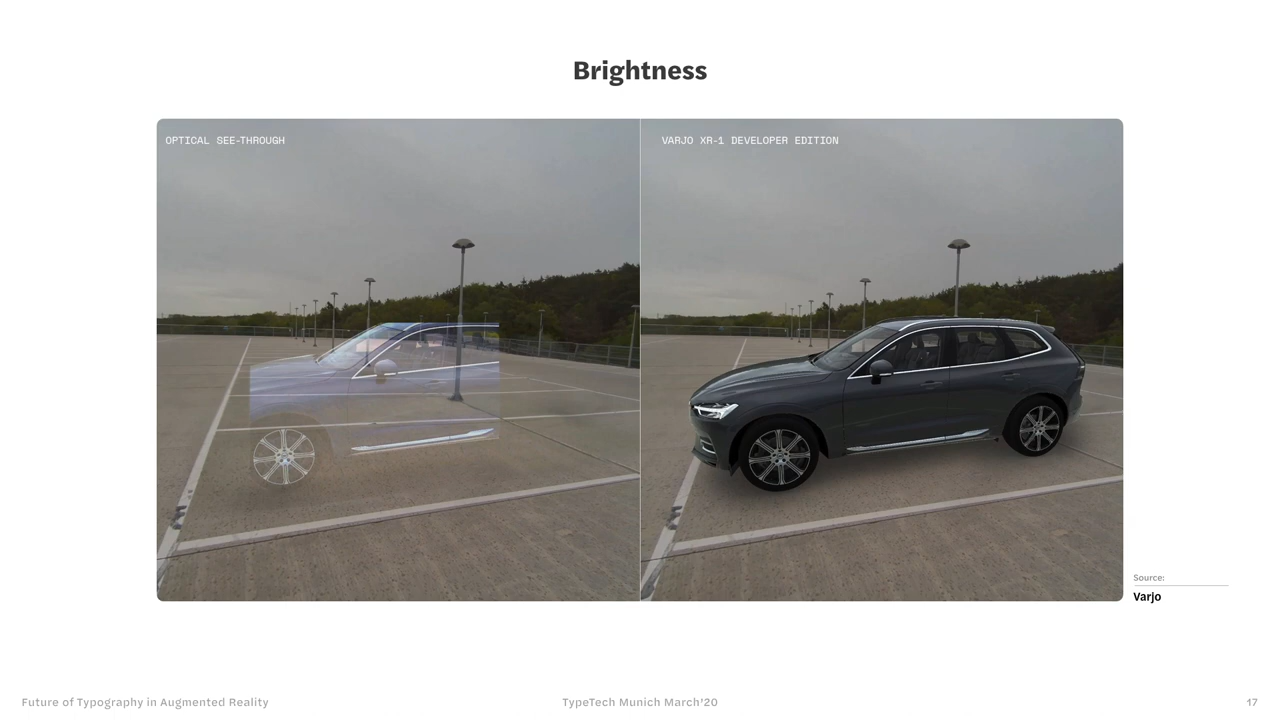 Brightness
OPTICAL SEE-THROUGH
VARJO XR-1 DEVELOPER EDITION
Source:
Varjo
Future of Typography in Augmented Reality
TypeTech Munich March'20
17